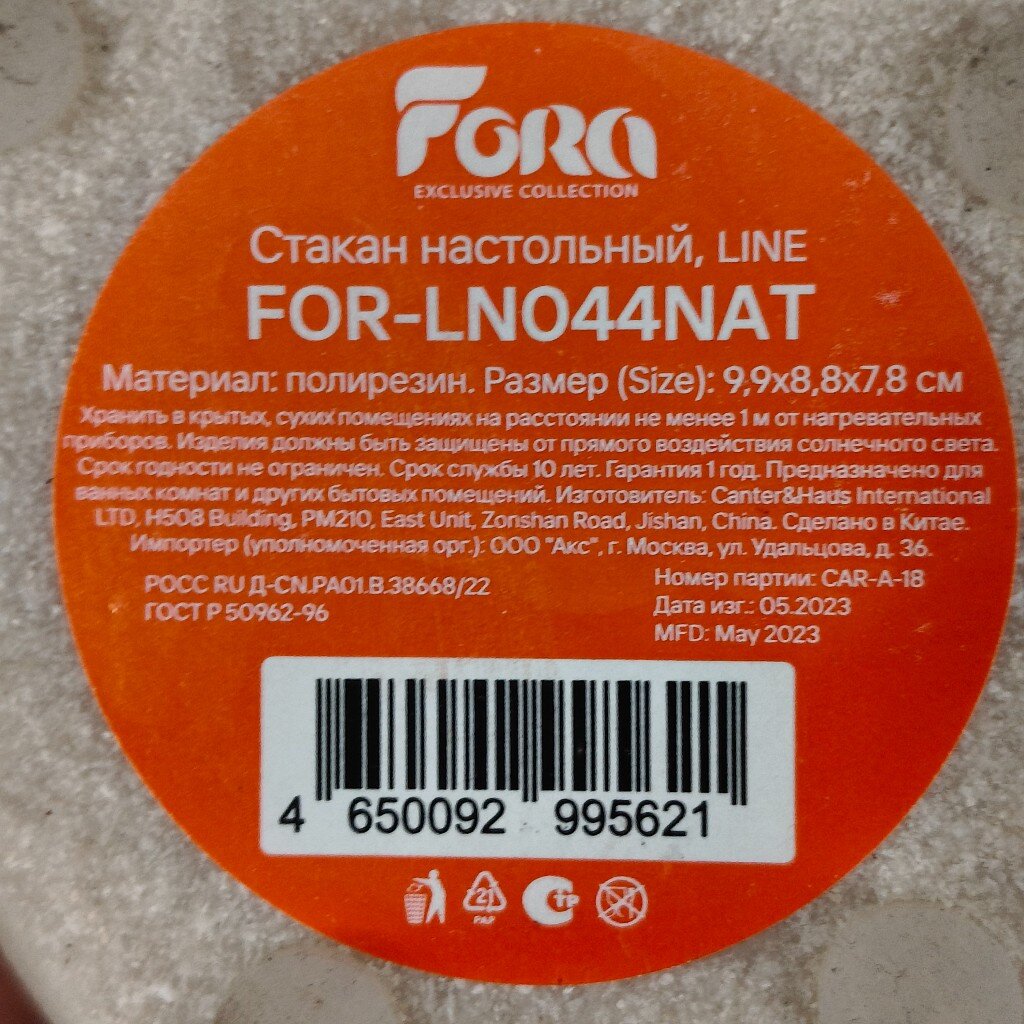 Fora
EXCLUSIVE COLLECTION
Стакан настольный, LINE
FOR-LN044NAT
Материал: полирезин. Размер (Size): 9,9x8,8x7,8 см
Хранить в крытых, сухих помещениях на расстоянии не менее 1 м от нагревательных
приборов. Изделия должны быть защищены от прямого воздействия солнечного света.
Срок годности не ограничен. Срок службы 10 лет. Гарантия 1 год. Предназначено для
ванных комнат и других бытовых помещений. Изготовитель: Canter&Haus International
LTD, H508 Building, PM210, East Unit, Zonshan Road, Jishan, China. Сделано в Китае.
Импортер (уполномоченная орг.): ООО "Акс", г. Москва, ул. Удальцова, д. 36.
РОСС RU Д-CN.РА01.В.38668/22
ГОСТ Р 50962-96
Номер партии: CAR-A-18
Дата изг.: 05.2023
MFD: May 2023
4 650092 995621
21
PAP
СТР